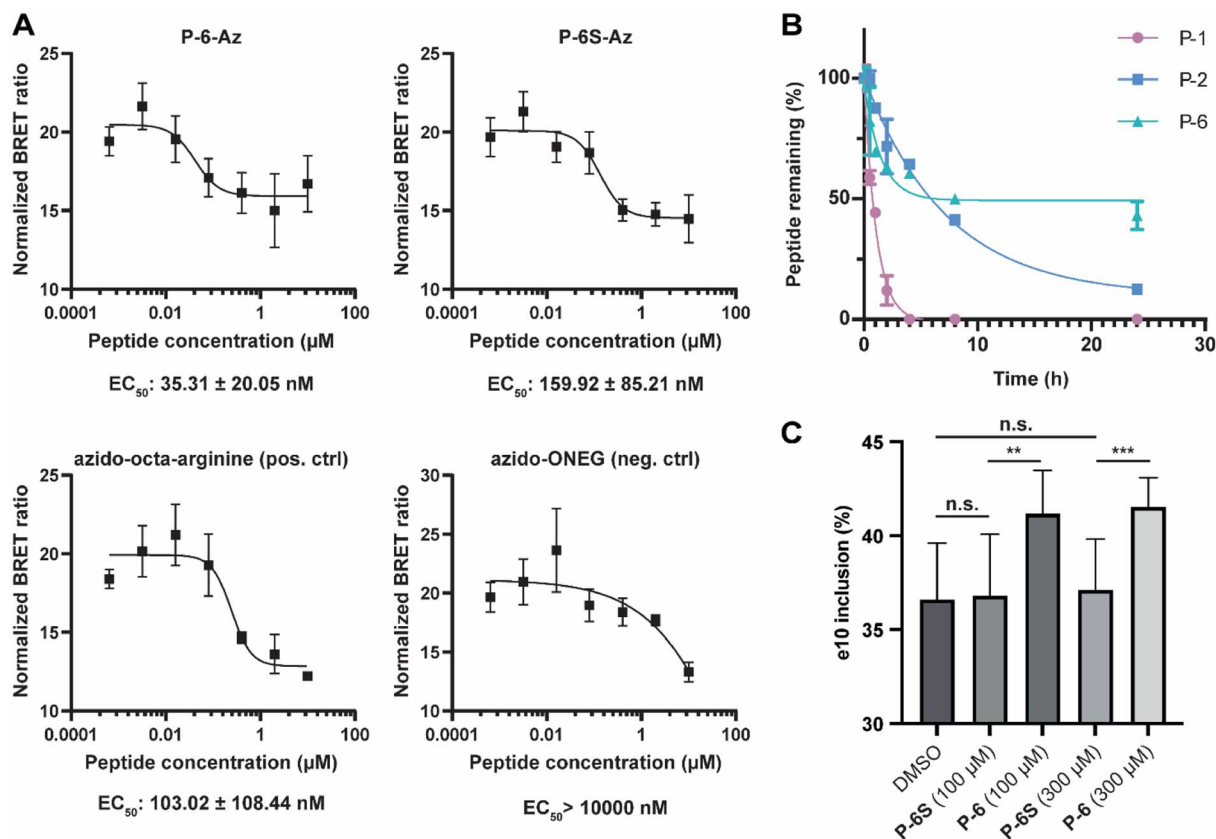 A
P-6-Az
Normalized BRET ratio
25
20
15
10
0.0001
0.01
1
100
Peptide concentration (µM)
EC50: 35.31 ± 20.05 nM
P-6S-Az
Normalized BRET ratio
25
20
15
10
0.0001
0.01
1
100
Peptide concentration (µM)
EC50: 159.92 ± 85.21 nM
azido-octa-arginine (pos. ctrl)
Normalized BRET ratio
25
20
15
10
0.0001
0.01
1
100
Peptide concentration (µM)
EC50: 103.02 ± 108.44 nM
azido-ONEG (neg. ctrl)
Normalized BRET ratio
30
25
20
15
10
0.0001
0.01
1
100
Peptide concentration (µM)
EC50> 10000 nM
B
P-1
P-2
P-6
Peptide remaining (%)
100
50
0
0
10
20
30
Time (h)
C
n.s.
**
***
n.s.
e10 inclusion (%)
45
40
35
30
DMSO
P-6S (100 µM)
P-6 (100 µM)
P-6S (300 µM)
P-6 (300 µM)